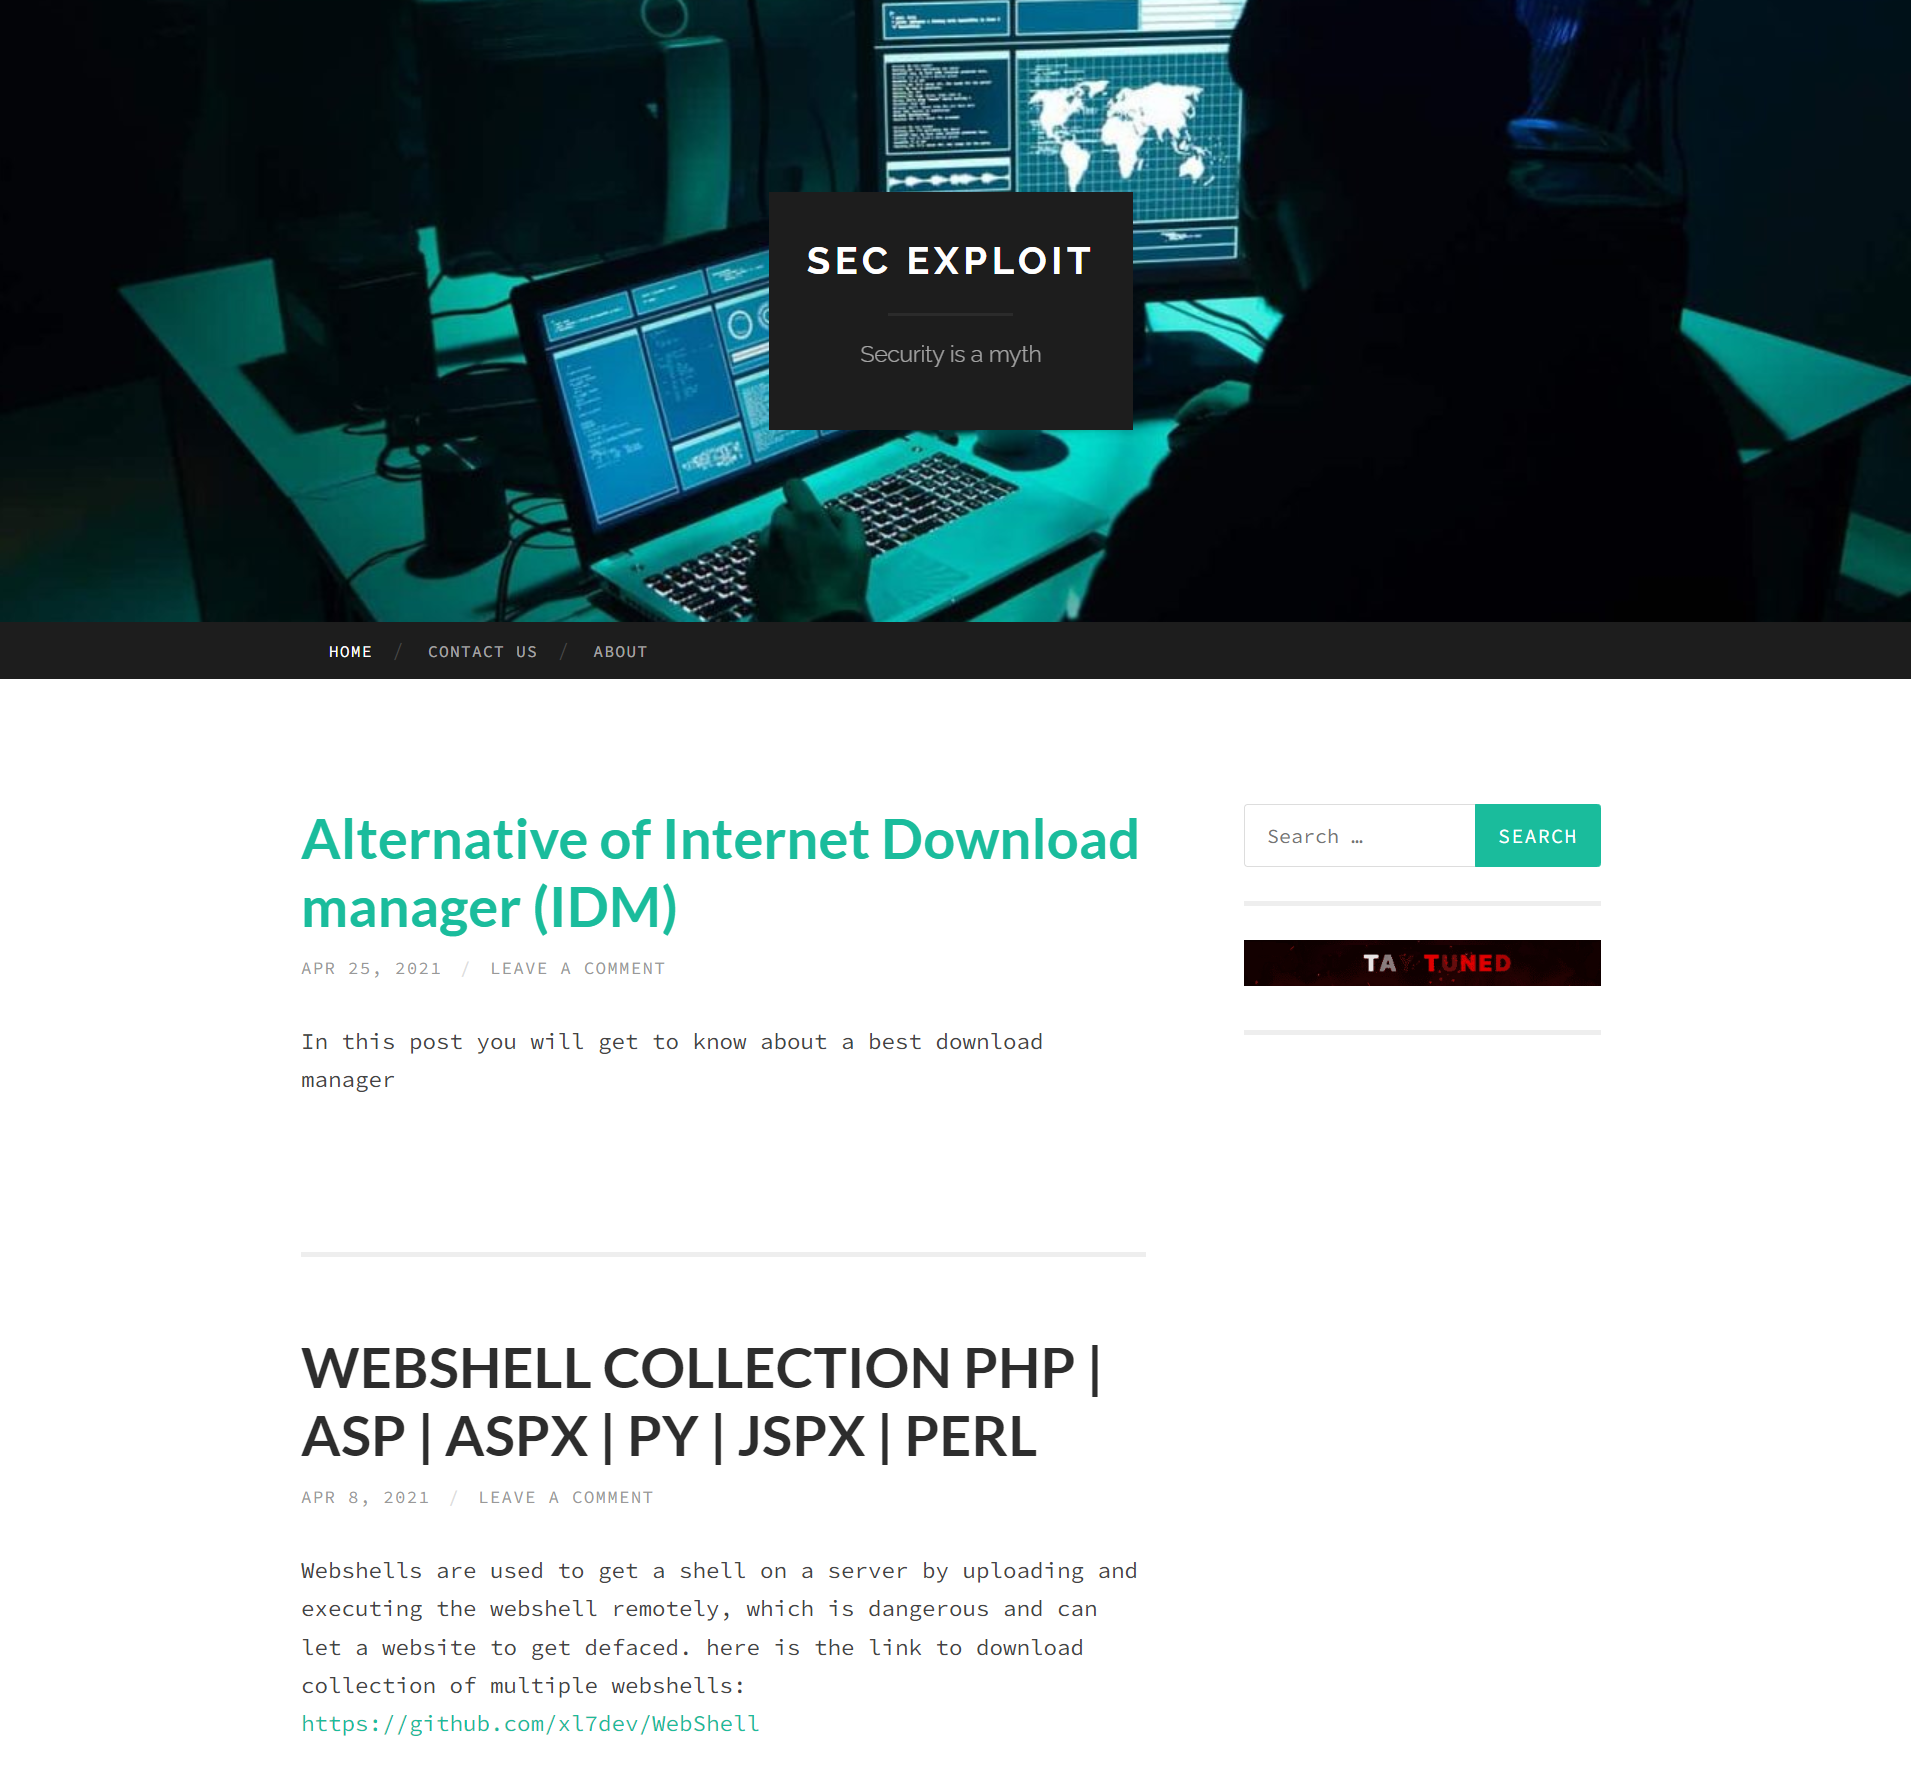 SEC EXPLOIT
Security is a myth
HOME / CONTACT US / ABOUT
Alternative of Internet Download
manager (IDM)
APR 25, 2021 / LEAVE A COMMENT
In this post you will get to know about a best download
manager
Search …
SEARCH
TAY TUNED
WEBSHELL COLLECTION PHP |
ASP | ASPX | PY | JSPX | PERL
APR 8, 2021 / LEAVE A COMMENT
Webshells are used to get a shell on a server by uploading and
executing the webshell remotely, which is dangerous and can
let a website to get defaced. here is the link to download
collection of multiple webshells:
https://github.com/xl7dev/WebShell